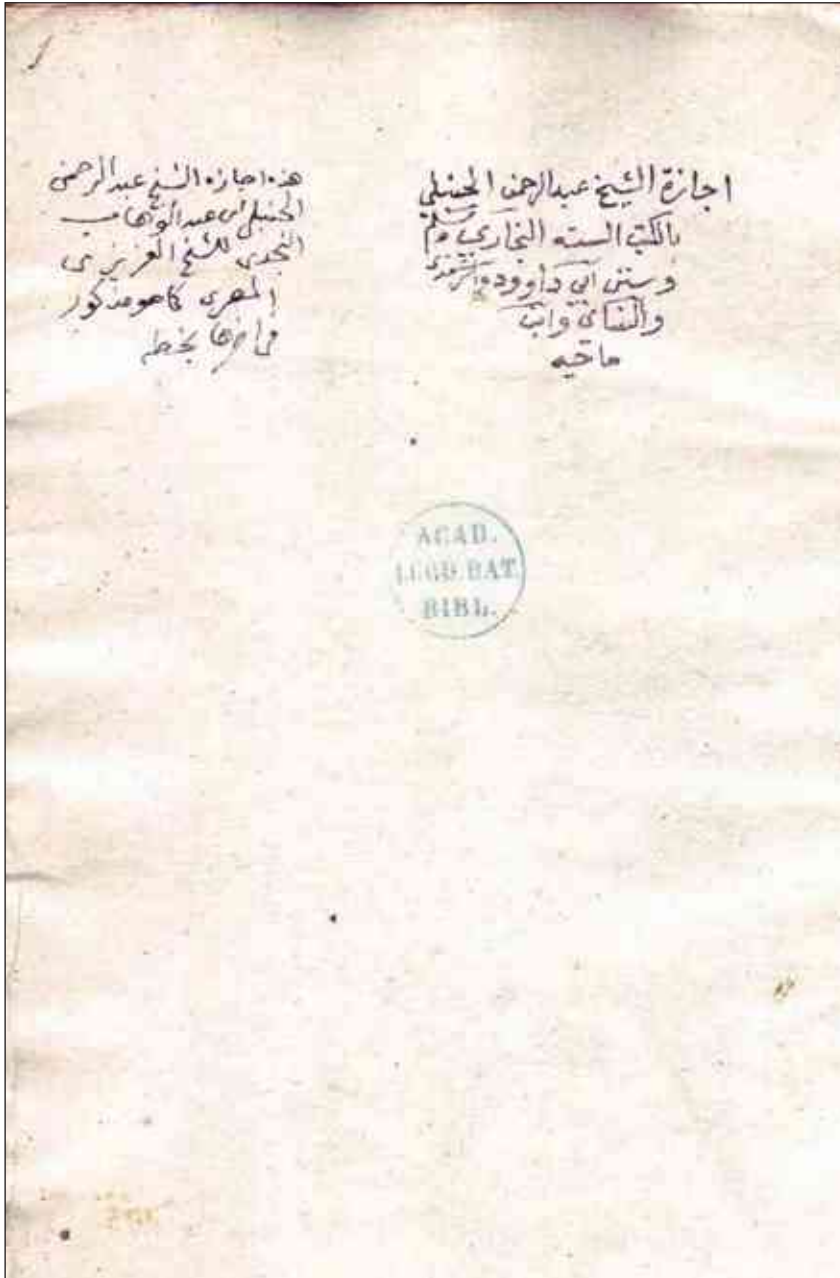 اجازة الشيخ عبد الرحمن الحنبلي
بالكتب الستة البخاري ومسلم
وسنن أبي داوود والترمذي
والنسائي وابن
ماجه
هذه اجازة الشيخ عبد الرحمن
الحنبلي ابن عبد الوهاب
النجدي للشيخ العزيزي
المصري كما هو مذكور
في اخرها بخطه
ACAD.
LUGD. BAT.
BIBL.